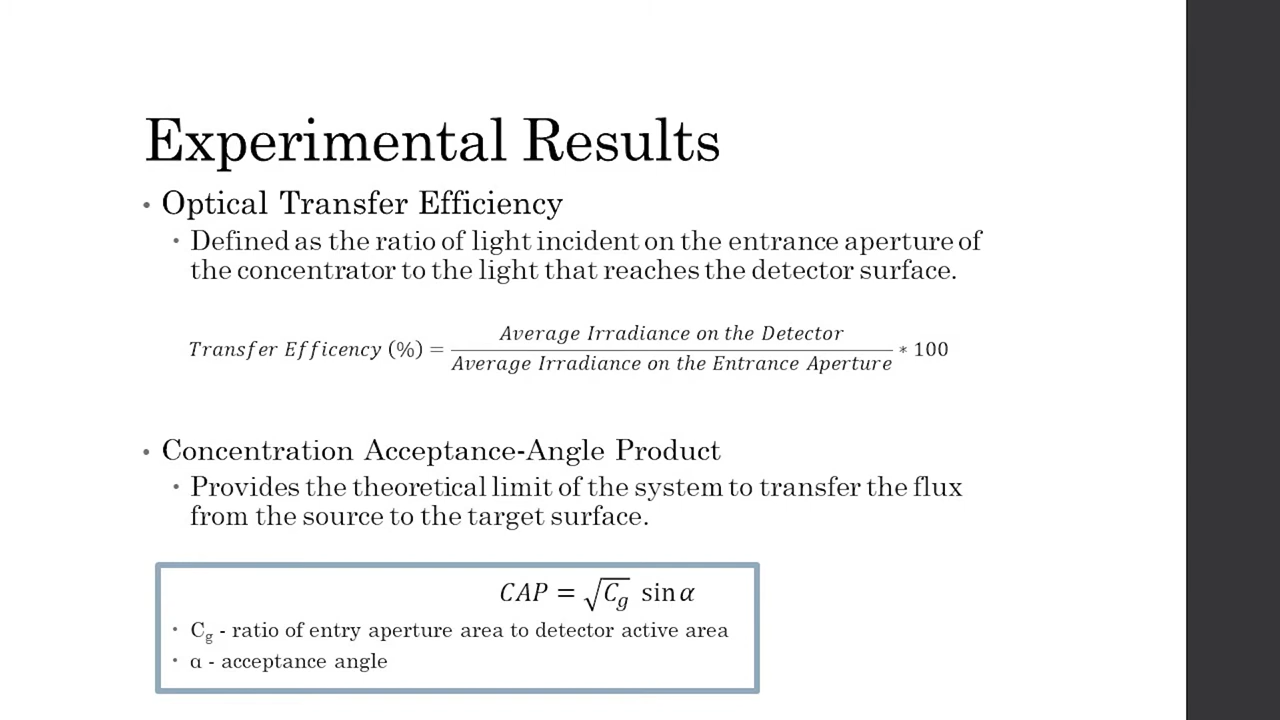 Experimental Results
• Optical Transfer Efficiency
• Defined as the ratio of light incident on the entrance aperture of
the concentrator to the light that reaches the detector surface.
Transfer Efficency (%) = Average Irradiance on the Detector / Average Irradiance on the Entrance Aperture * 100
• Concentration Acceptance-Angle Product
• Provides the theoretical limit of the system to transfer the flux
from the source to the target surface.
CAP = √C_g sin α
• C_g - ratio of entry aperture area to detector active area
• α - acceptance angle